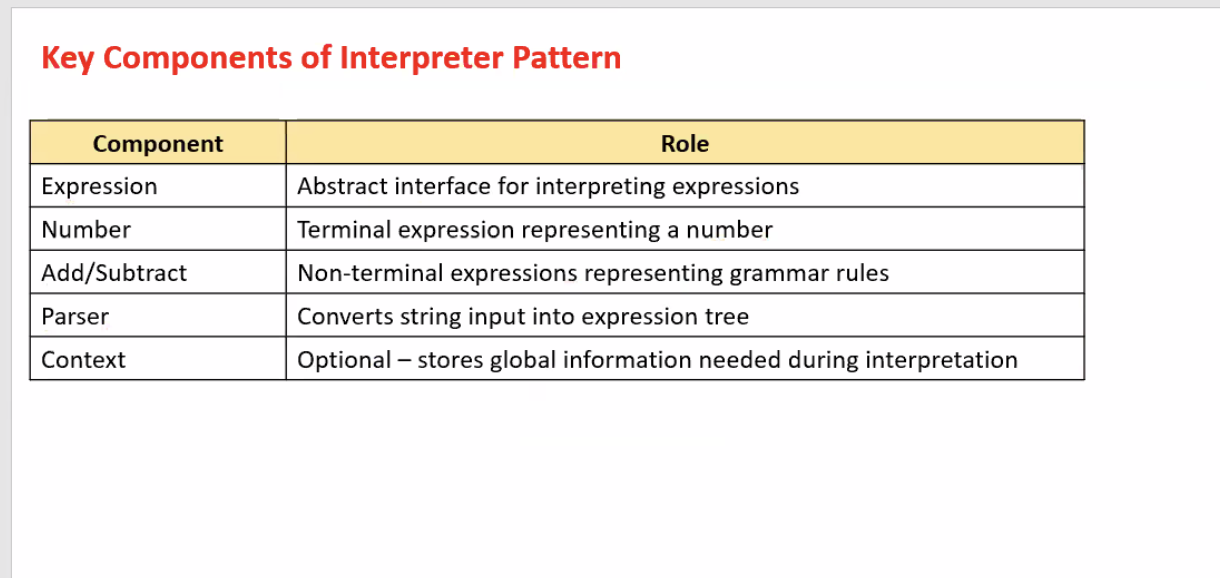 Key Components of Interpreter Pattern
Component Role
Expression Abstract interface for interpreting expressions
Number Terminal expression representing a number
Add/Subtract Non-terminal expressions representing grammar rules
Parser Converts string input into expression tree
Context Optional – stores global information needed during interpretation